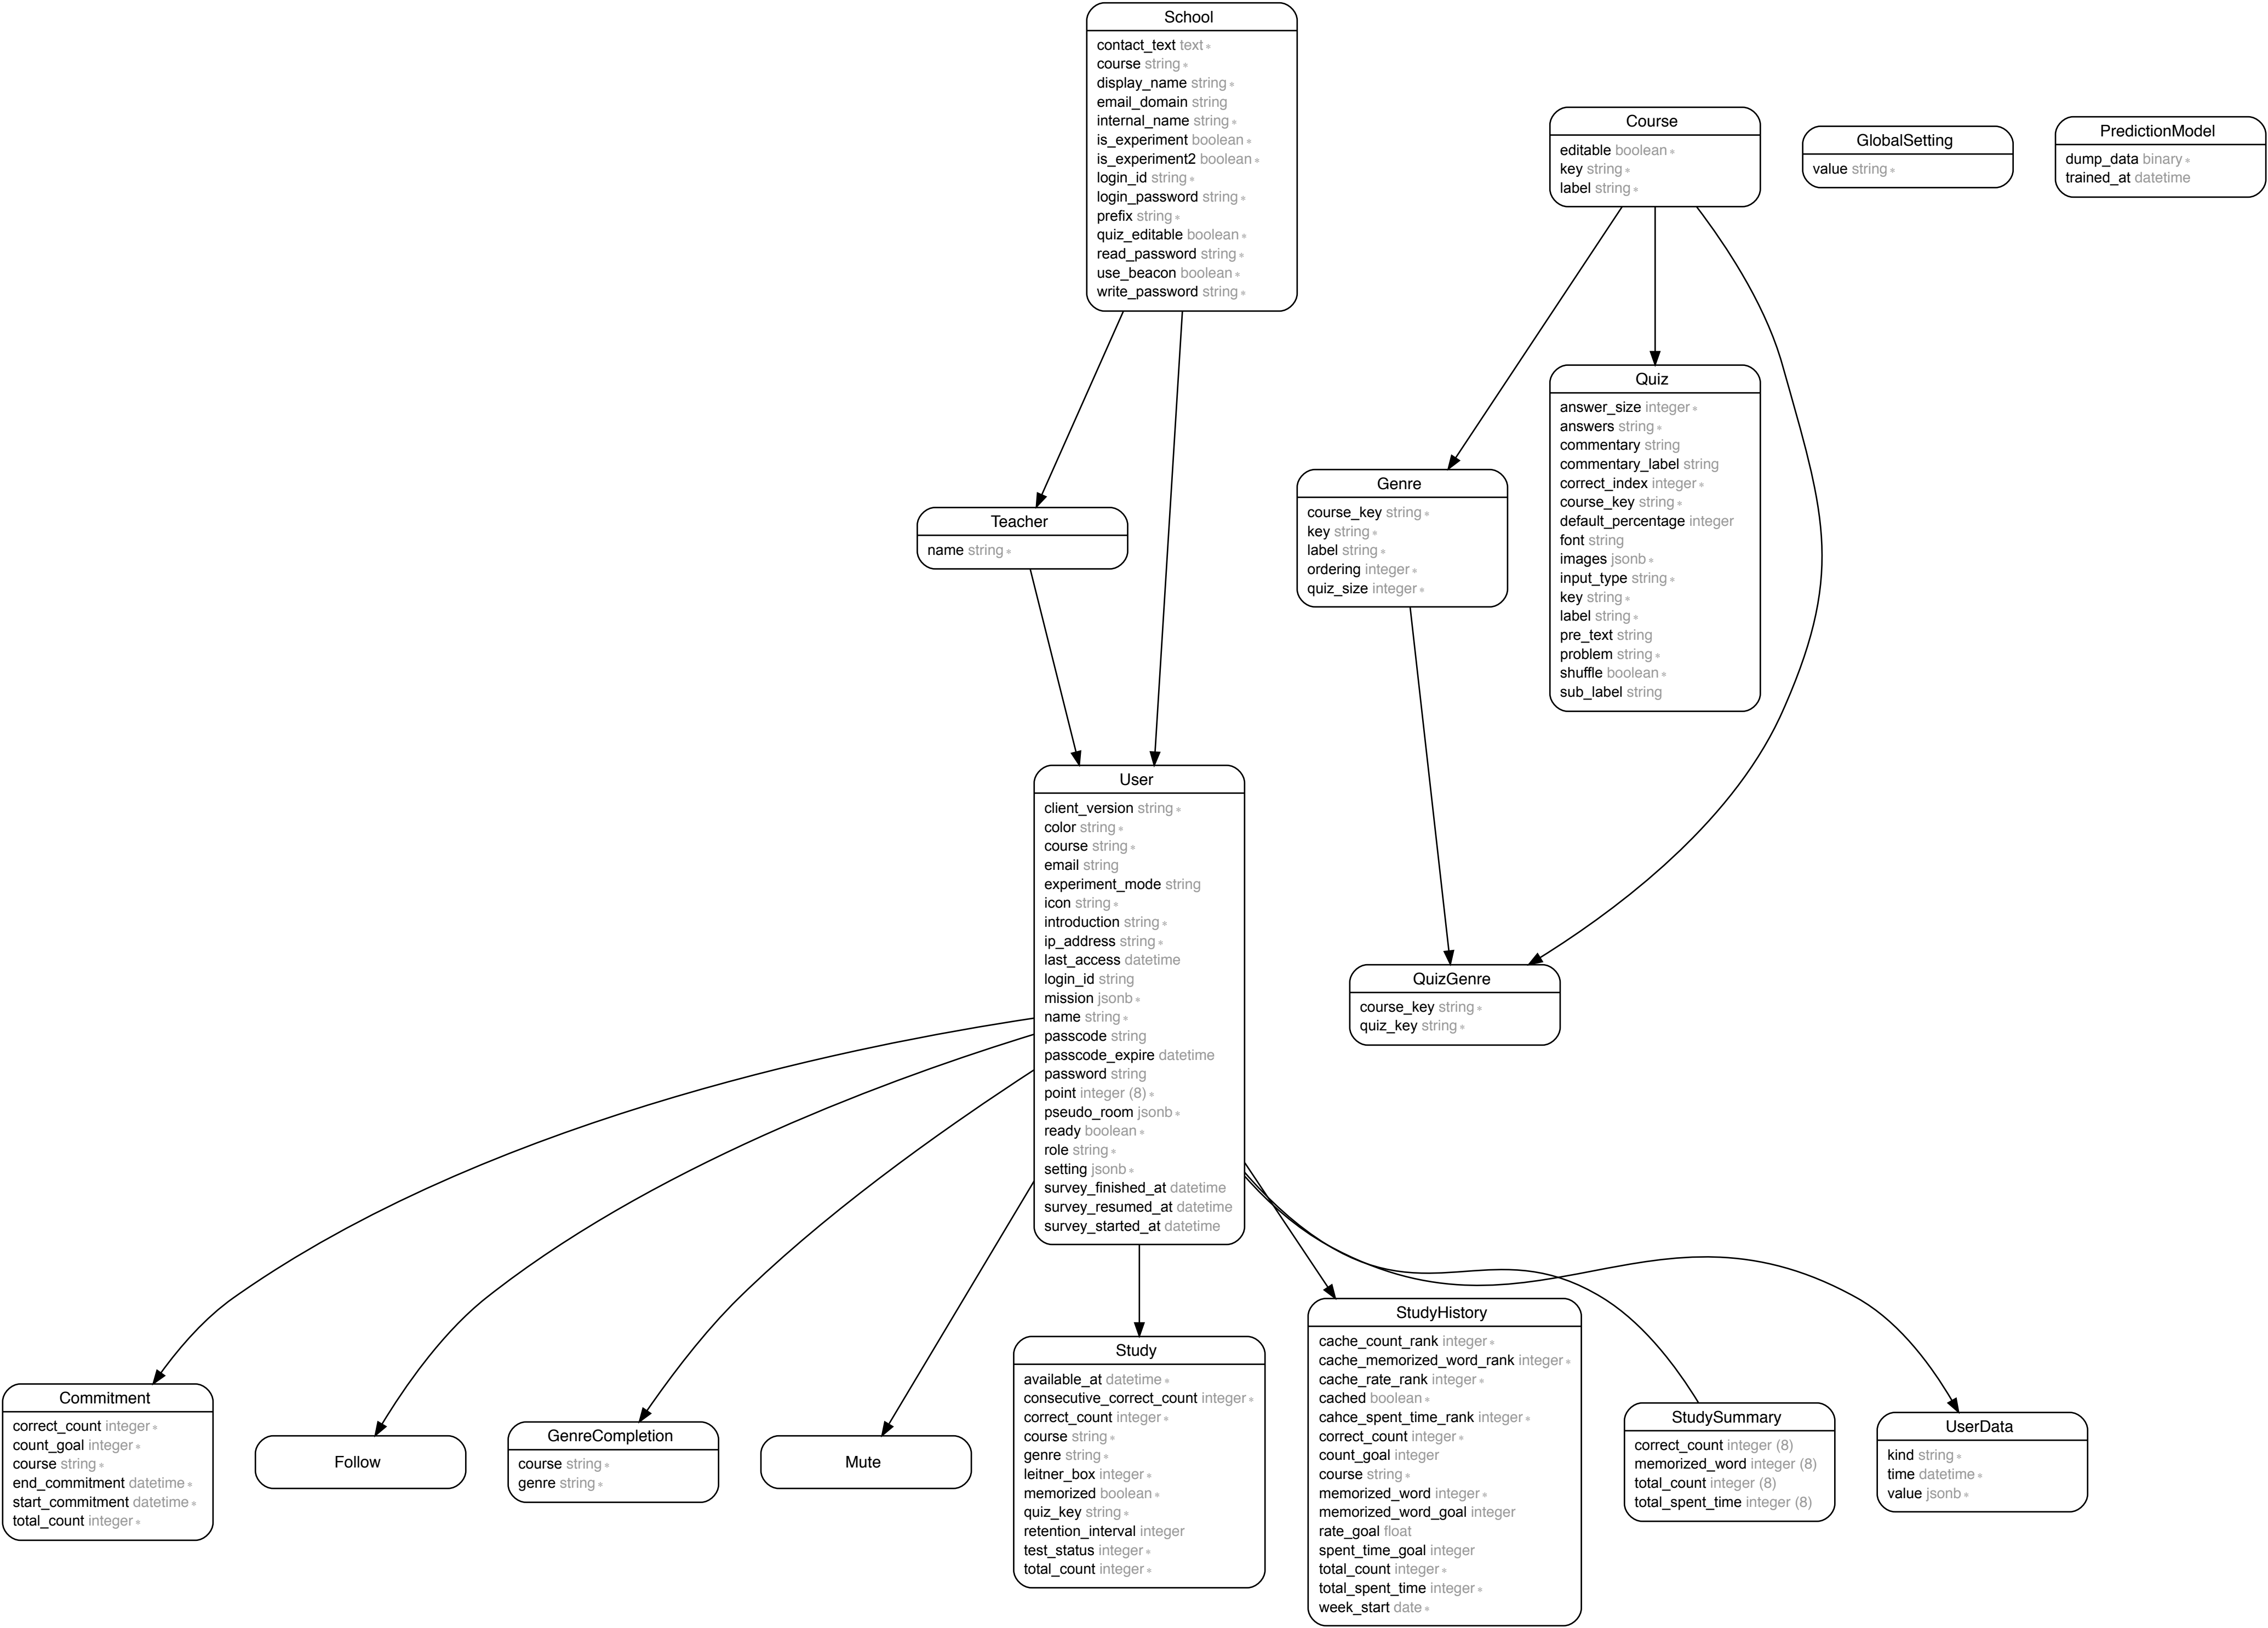 School
contact_text text *
course string *
display_name string *
email_domain string
internal_name string *
is_experiment boolean *
is_experiment2 boolean *
login_id string *
login_password string *
prefix string *
quiz_editable boolean *
read_password string *
use_beacon boolean *
write_password string *
Course
editable boolean *
key string *
label string *
GlobalSetting
value string *
PredictionModel
dump_data binary *
trained_at datetime
Quiz
answer_size integer *
answers string *
commentary string
commentary_label string
correct_index integer *
course_key string *
default_percentage integer
font string
images jsonb *
input_type string *
key string *
label string *
pre_text string
problem string *
shuffle boolean *
sub_label string
Genre
course_key string *
key string *
label string *
ordering integer *
quiz_size integer *
Teacher
name string *
User
client_version string *
color string *
course string *
email string
experiment_mode string
icon string *
introduction string *
ip_address string *
last_access datetime
login_id string
mission jsonb *
name string *
passcode string
passcode_expire datetime
password string
point integer (8) *
pseudo_room jsonb *
ready boolean *
role string *
setting jsonb *
survey_finished_at datetime
survey_resumed_at datetime
survey_started_at datetime
QuizGenre
course_key string *
quiz_key string *
Commitment
correct_count integer *
count_goal integer *
course string *
end_commitment datetime *
start_commitment datetime *
total_count integer *
Follow
GenreCompletion
course string *
genre string *
Mute
Study
available_at datetime *
consecutive_correct_count integer *
correct_count integer *
course string *
genre string *
leitner_box integer *
memorized boolean *
quiz_key string *
retention_interval integer
test_status integer *
total_count integer *
StudyHistory
cache_count_rank integer *
cache_memorized_word_rank integer *
cache_rate_rank integer *
cached boolean *
cahce_spent_time_rank integer *
correct_count integer *
count_goal integer
course string *
memorized_word integer *
memorized_word_goal integer
rate_goal float
spent_time_goal integer
total_count integer *
total_spent_time integer *
week_start date *
StudySummary
correct_count integer (8)
memorized_word integer (8)
total_count integer (8)
total_spent_time integer (8)
UserData
kind string *
time datetime *
value jsonb *